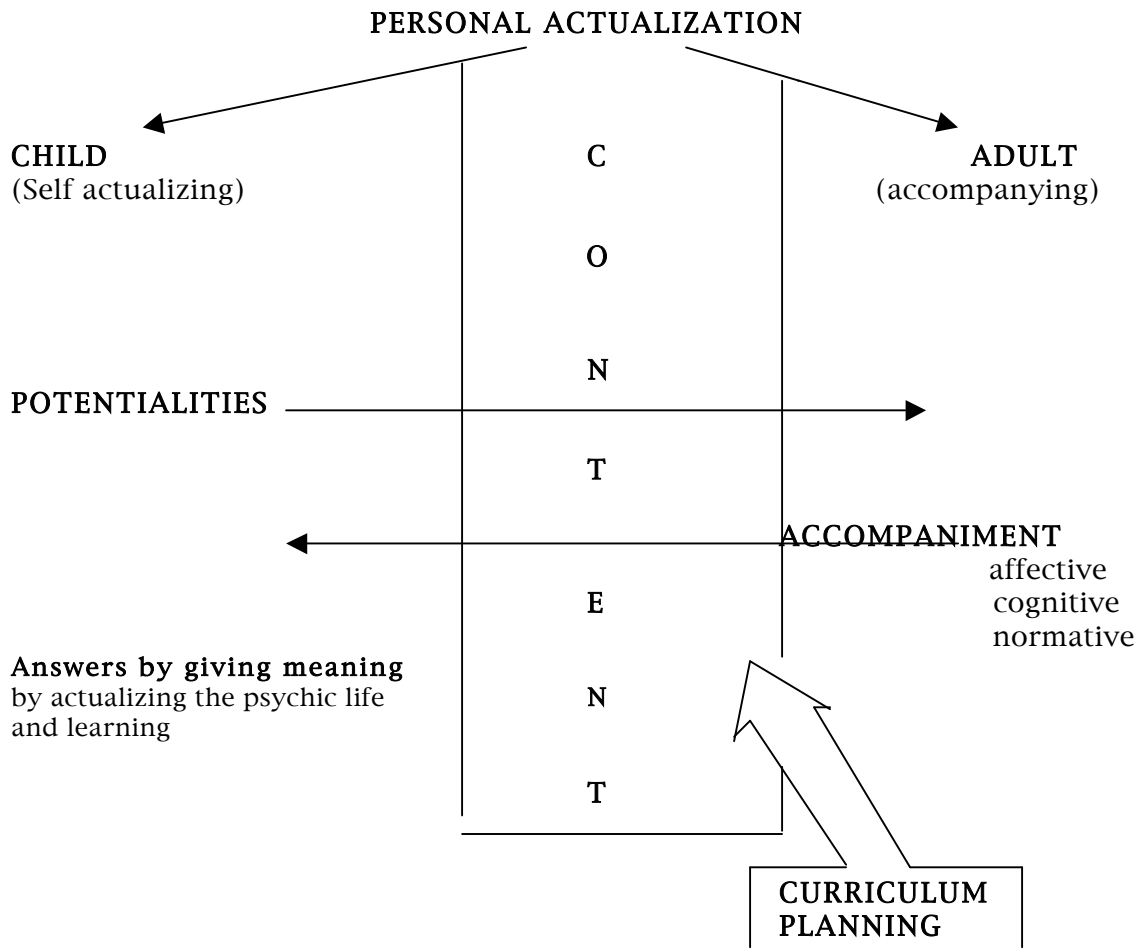 PERSONAL ACTUALIZATION
CHILD
(Self actualizing)
C
ADULT
(accompanying)
O
N
POTENTIALITIES
T
ACCOMPANIMENT
affective
cognitive
normative
E
Answers by giving meaning
by actualizing the psychic life
and learning
N
T
CURRICULUM
PLANNING